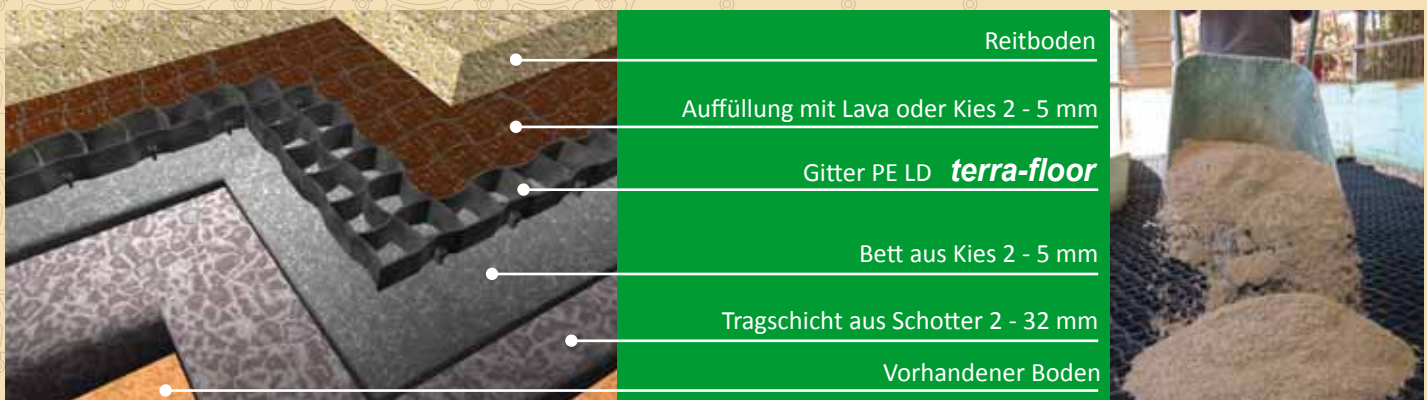 Reitboden
Auffüllung mit Lava oder Kies 2 - 5 mm
Gitter PE LD terra-floor
Bett aus Kies 2 - 5 mm
Tragschicht aus Schotter 2 - 32 mm
Vorhandener Boden